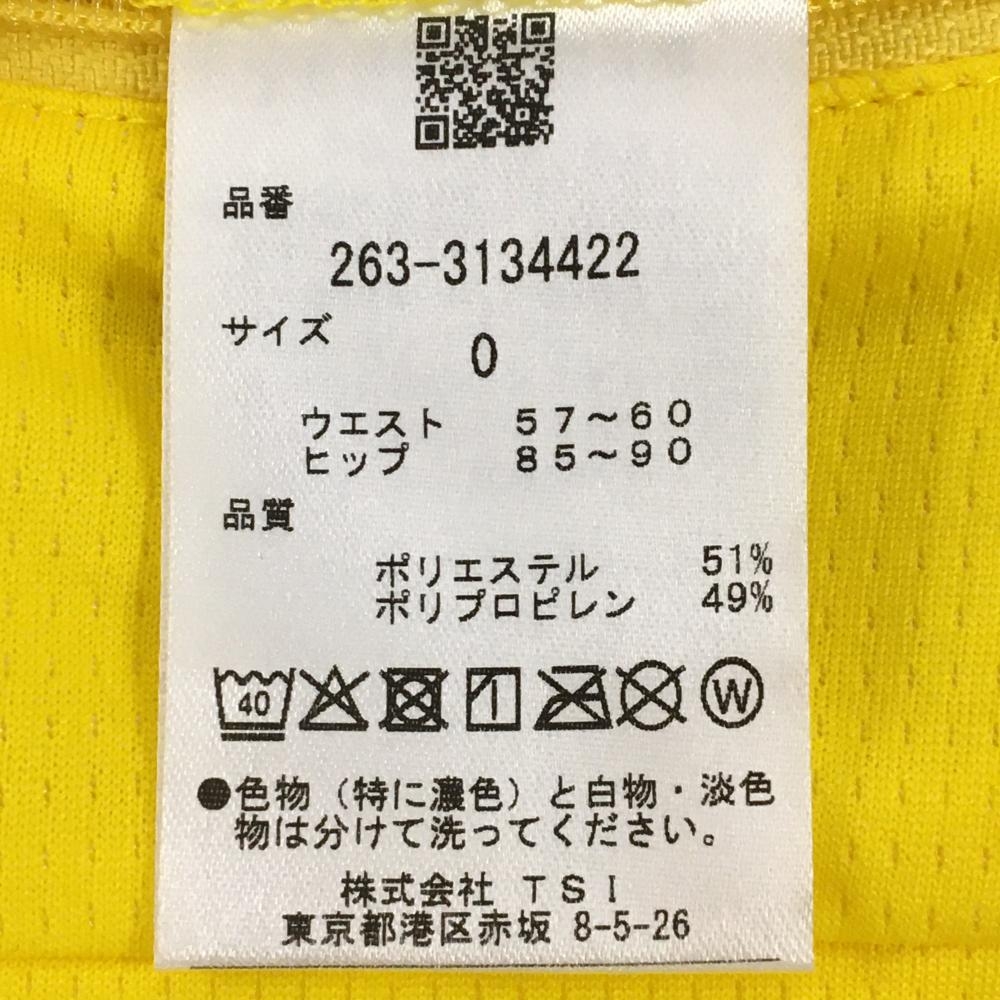 品番
263-3134422
サイズ
0
ウエスト 57〜60
ヒップ 85〜90
品質
ポリエステル 51%
ポリプロピレン 49%
40 W
●色物（特に濃色）と白物・淡色
物は分けて洗ってください。
株式会社 TSI
東京都港区赤坂 8-5-26